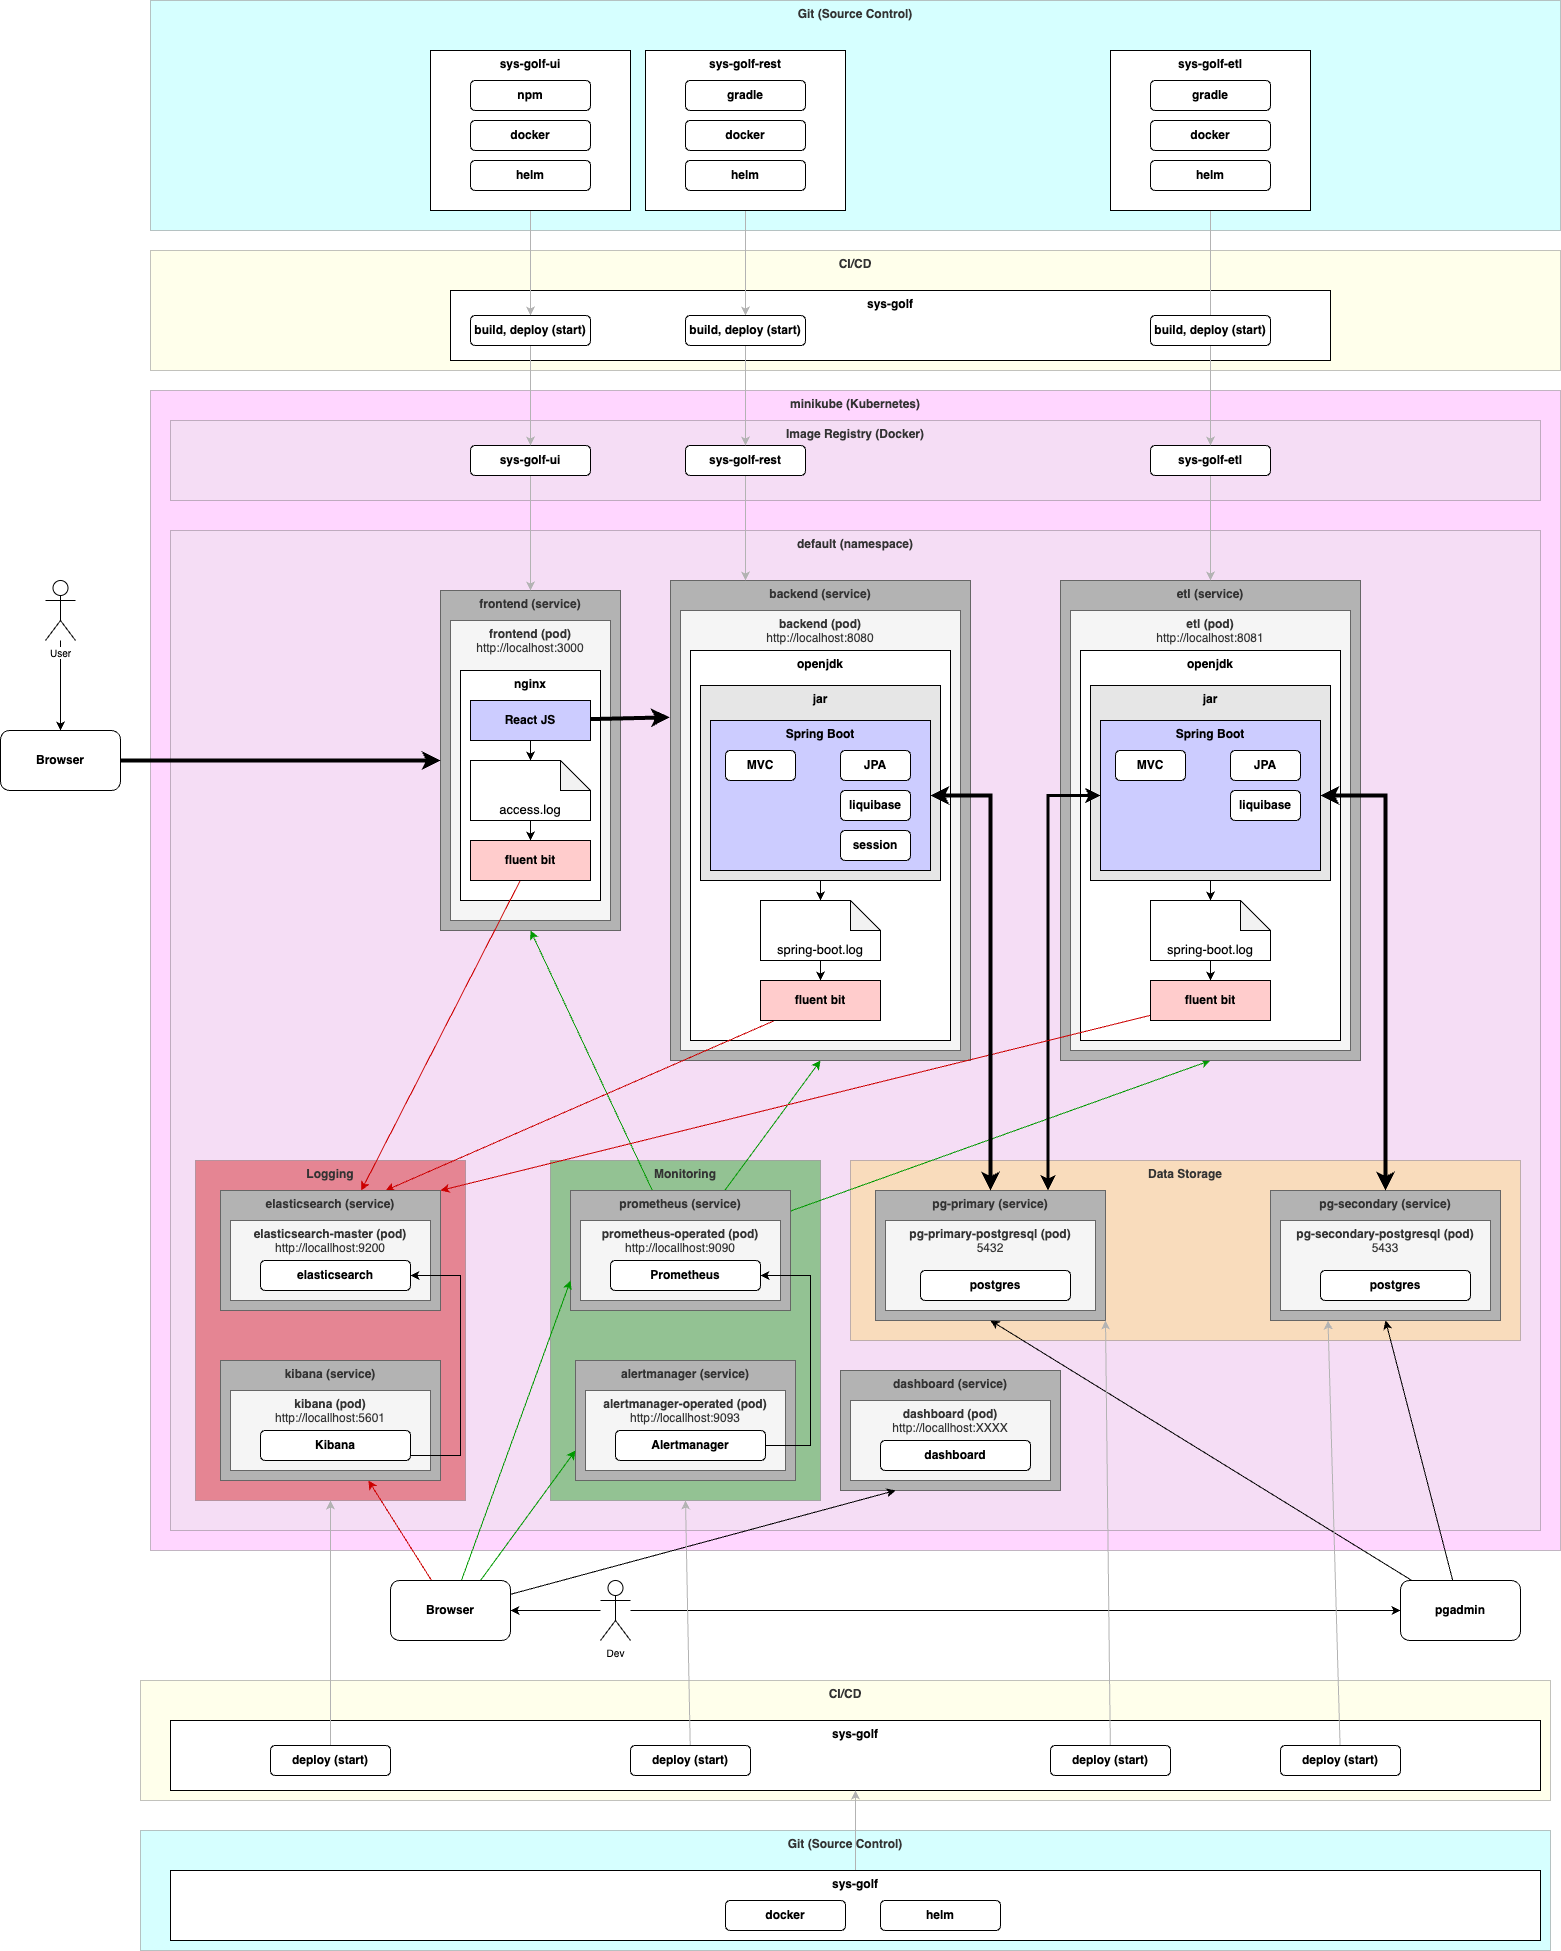 Git (Source Control)
sys-golf-ui
npm
docker
helm
sys-golf-rest
gradle
docker
helm
sys-golf-etl
gradle
docker
helm
CI/CD
sys-golf
build, deploy (start)
build, deploy (start)
build, deploy (start)
minikube (Kubernetes)
Image Registry (Docker)
sys-golf-ui
sys-golf-rest
sys-golf-etl
default (namespace)
User
Browser
frontend (service)
frontend (pod)
http://localhost:3000
nginx
React JS
access.log
fluent bit
backend (service)
backend (pod)
http://localhost:8080
openjdk
jar
Spring Boot
MVC
JPA
liquibase
session
spring-boot.log
fluent bit
etl (service)
etl (pod)
http://localhost:8081
openjdk
jar
Spring Boot
MVC
JPA
liquibase
spring-boot.log
fluent bit
Logging
elasticsearch (service)
elasticsearch-master (pod)
http://locallhost:9200
elasticsearch
kibana (service)
kibana (pod)
http://locallhost:5601
Kibana
Monitoring
prometheus (service)
prometheus-operated (pod)
http://locallhost:9090
Prometheus
alertmanager (service)
alertmanager-operated (pod)
http://locallhost:9093
Alertmanager
Data Storage
pg-primary (service)
pg-primary-postgresql (pod)
5432
postgres
pg-secondary (service)
pg-secondary-postgresql (pod)
5433
postgres
dashboard (service)
dashboard (pod)
http://locallhost:XXXX
dashboard
Browser
Dev
pgadmin
CI/CD
sys-golf
deploy (start)
deploy (start)
deploy (start)
deploy (start)
Git (Source Control)
sys-golf
docker
helm